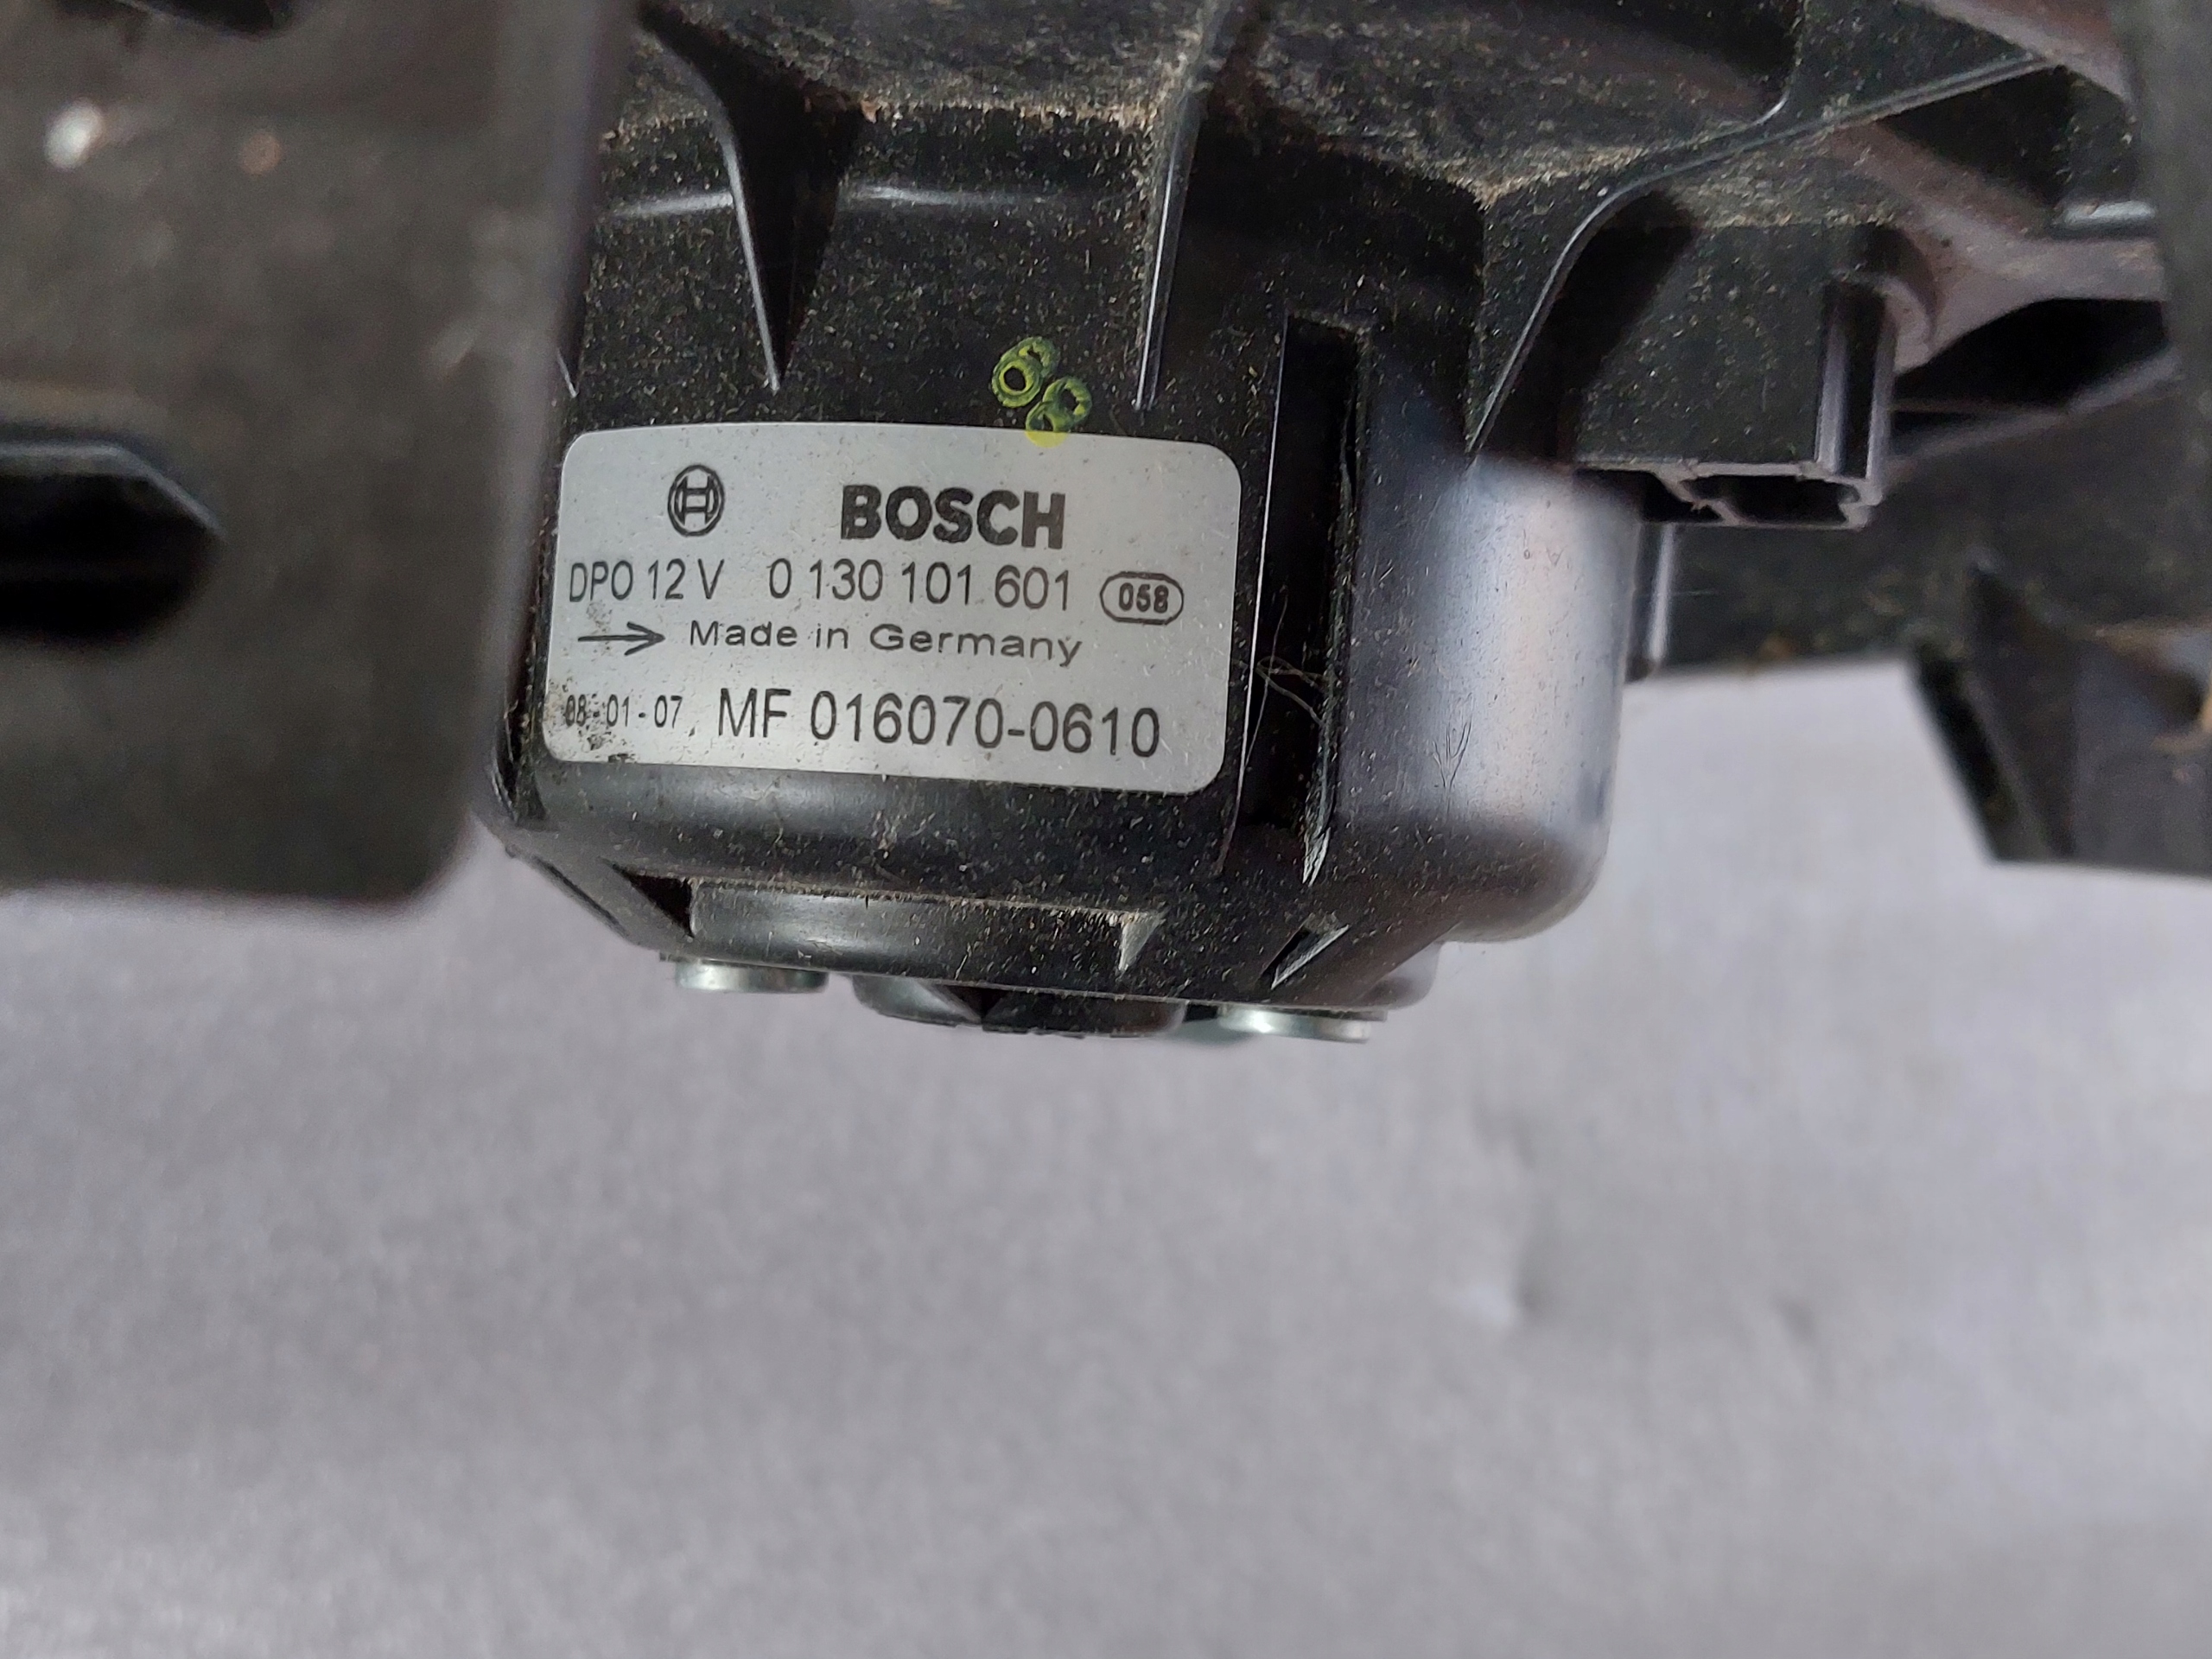 BOSCH
DPO 12 V 0 130 101 601 058
Made in Germany
08-01-07 MF 016070-0610